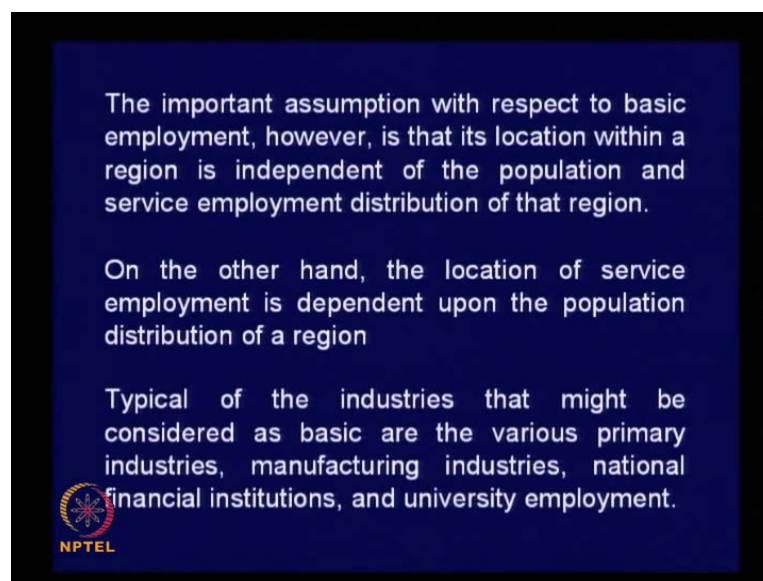 The important assumption with respect to basic
employment, however, is that its location within a
region is independent of the population and
service employment distribution of that region.
On the other hand, the location of service
employment is dependent upon the population
distribution of a region
Typical of the industries that might be
considered as basic are the various primary
industries, manufacturing industries, national
financial institutions, and university employment.
NPTEL